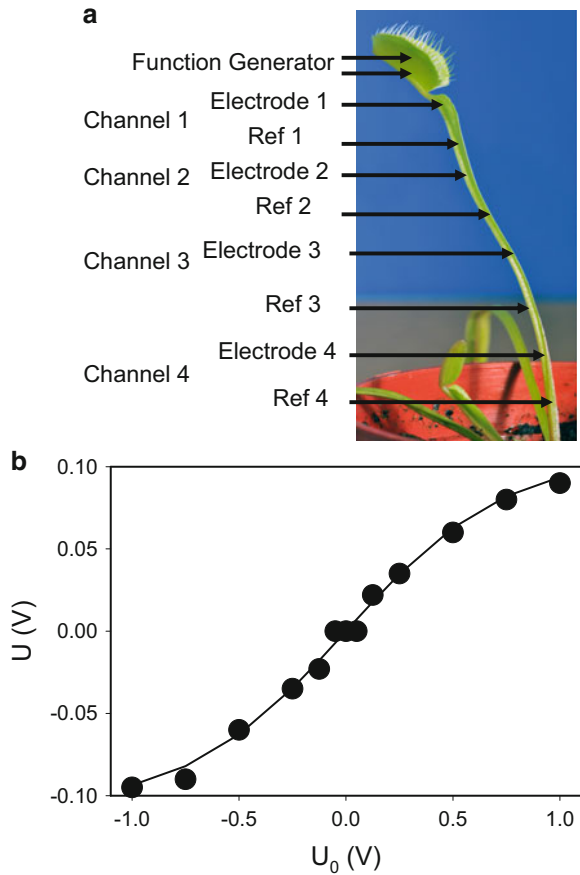 a
Function Generator
Electrode 1
Channel 1
Ref 1
Channel 2
Electrode 2
Ref 2
Channel 3
Electrode 3
Ref 3
Electrode 4
Channel 4
Ref 4
b
0.10
0.05
0.00
-0.05
-0.10
U (V)
-1.0 -0.5 0.0 0.5 1.0
U₀ (V)